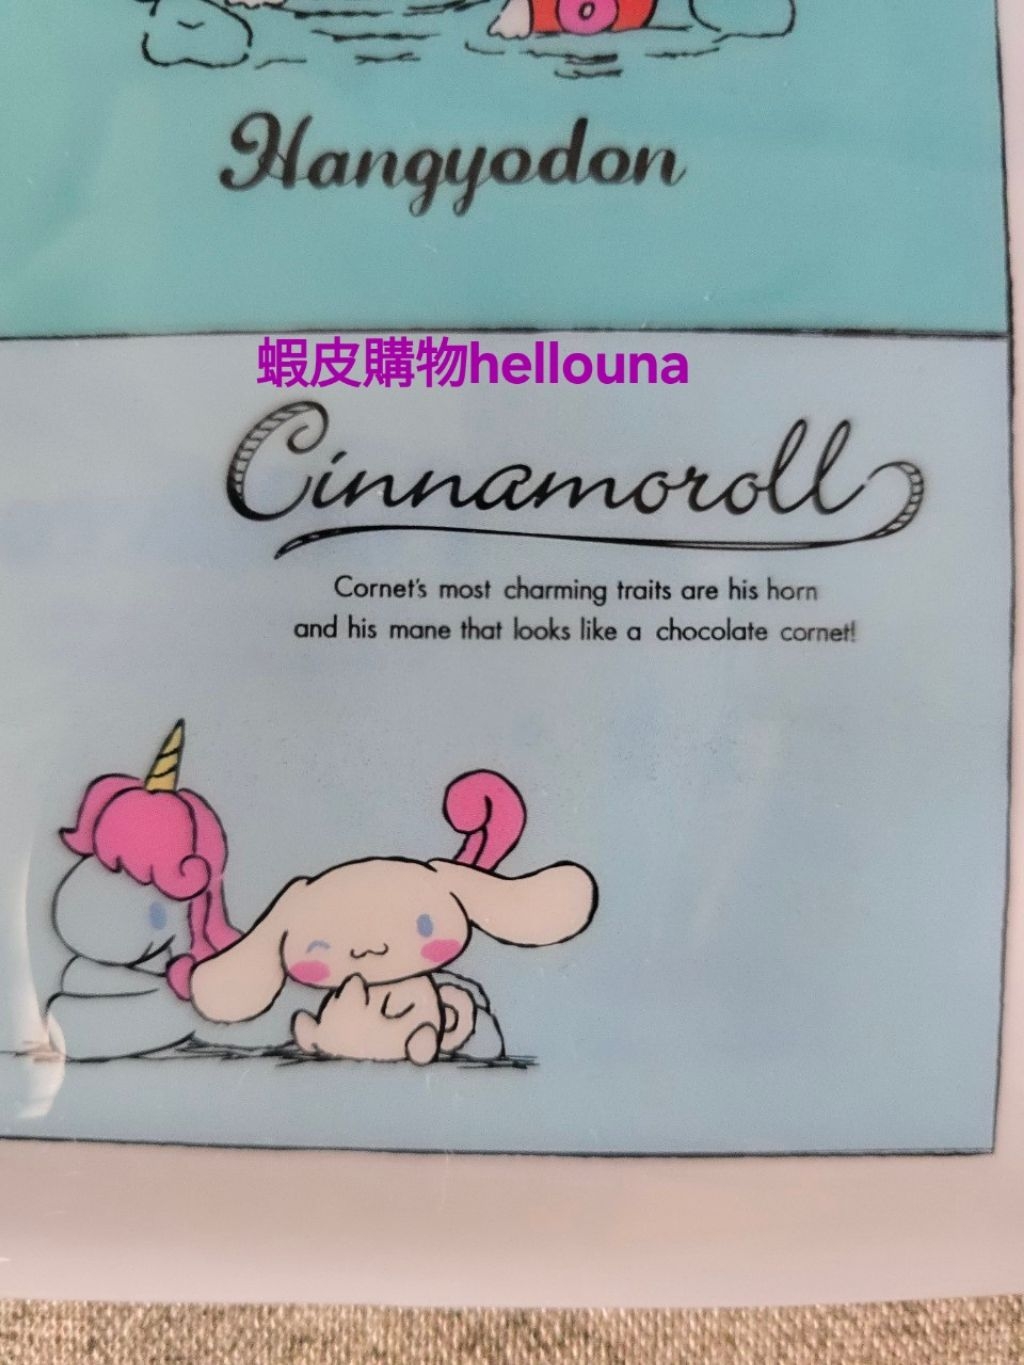 Hangyodon
蝦皮購物hellouna
Cinnamoroll
Cornet's most charming traits are his horn
and his mane that looks like a chocolate cornet!